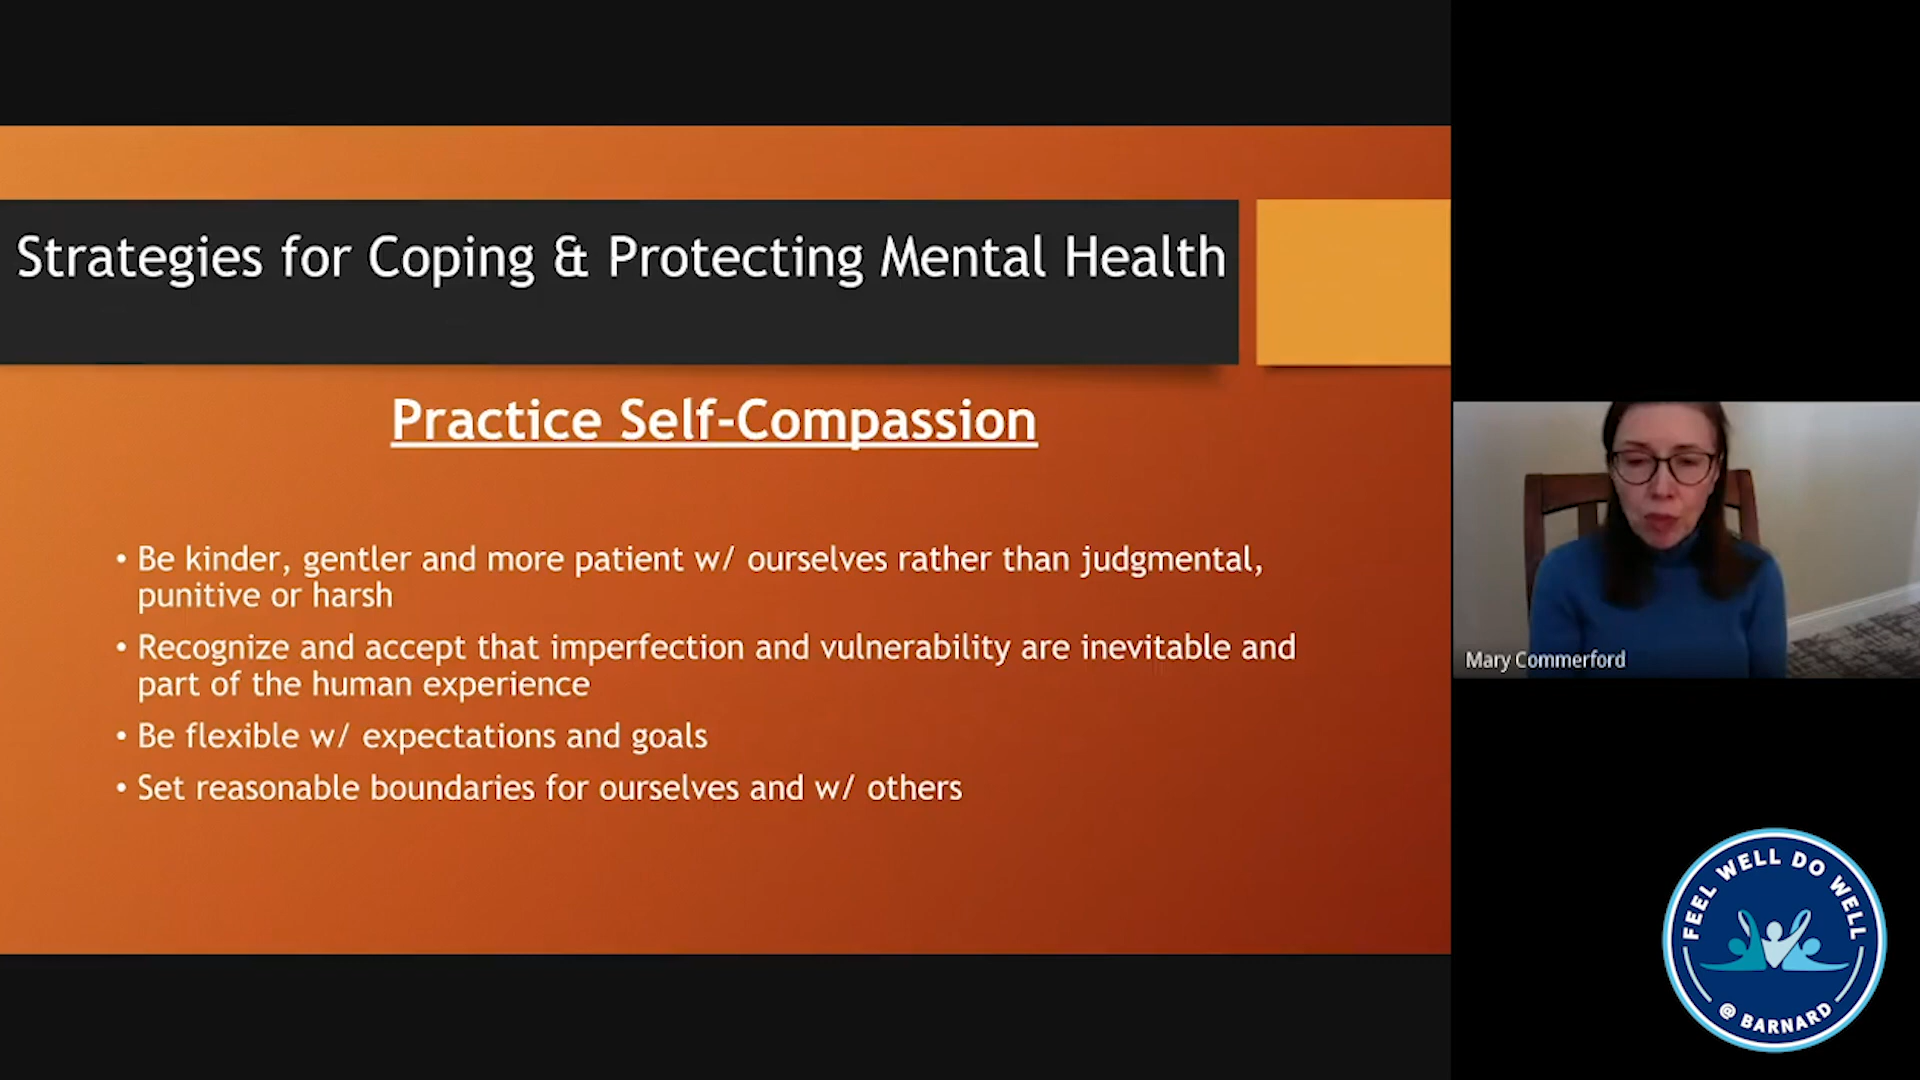 Strategies for Coping & Protecting Mental Health
Practice Self-Compassion
• Be kinder, gentler and more patient w/ ourselves rather than judgmental,
punitive or harsh
• Recognize and accept that imperfection and vulnerability are inevitable and
part of the human experience
• Be flexible w/ expectations and goals
• Set reasonable boundaries for ourselves and w/ others
Mary Commerford
FEEL WELL DO WELL
@ BARNARD